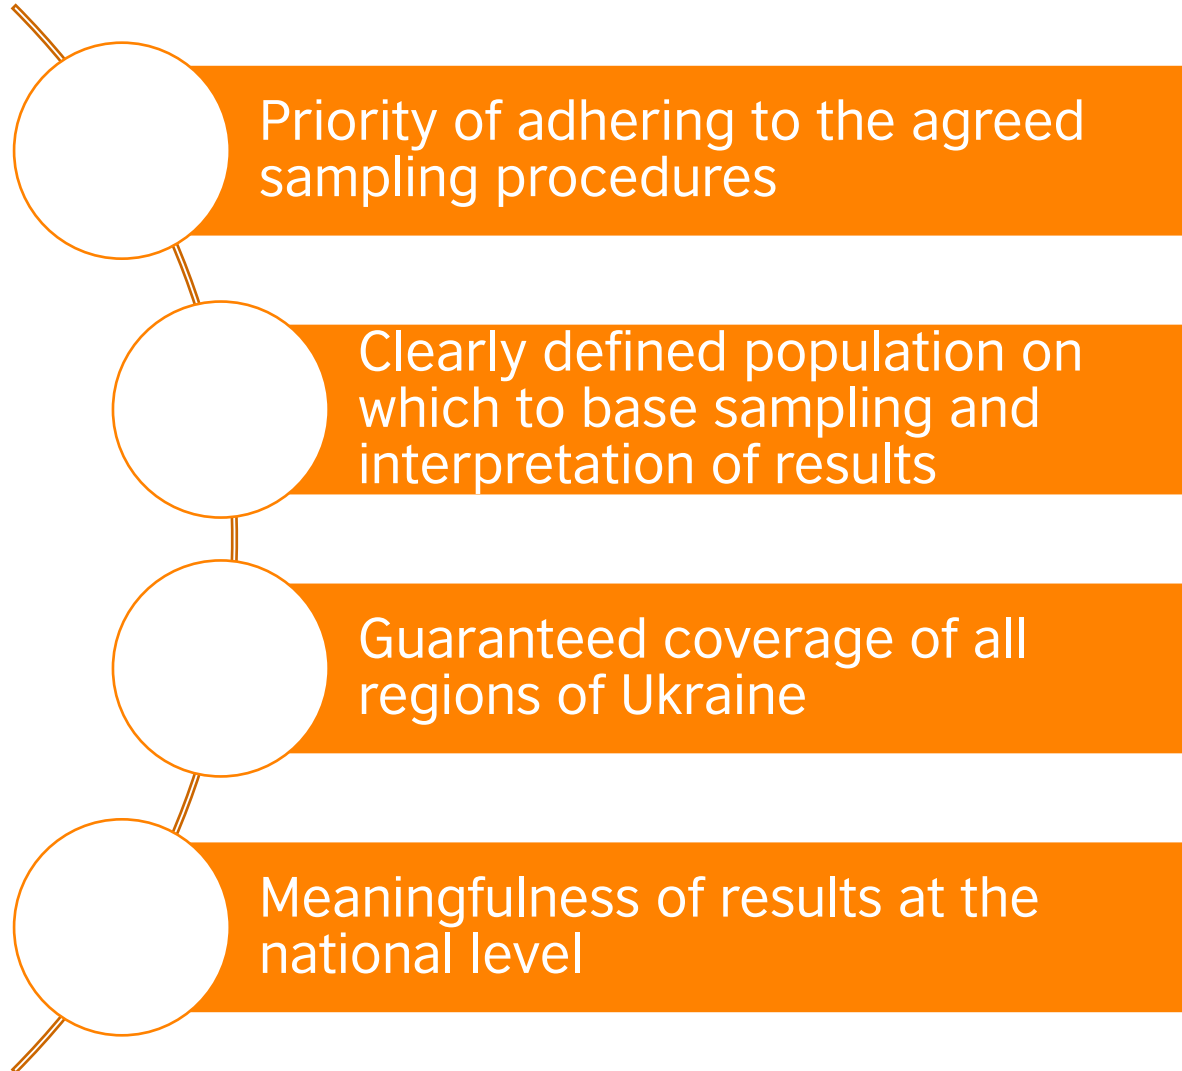 Priority of adhering to the agreed
sampling procedures
Clearly defined population on
which to base sampling and
interpretation of results
Guaranteed coverage of all
regions of Ukraine
Meaningfulness of results at the
national level